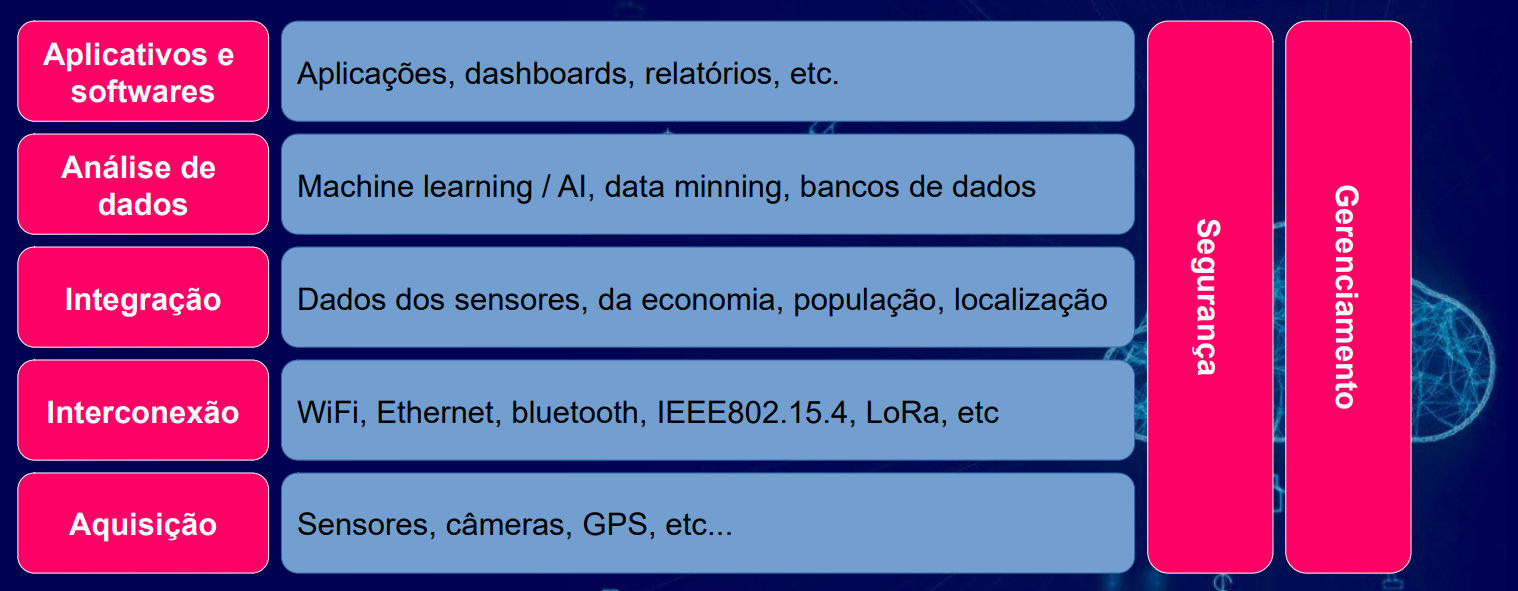 Aplicativos e
softwares
Aplicações, dashboards, relatórios, etc.
Análise de
dados
Machine learning / AI, data minning, bancos de dados
Integração
Dados dos sensores, da economia, população, localização
Interconexão
WiFi, Ethernet, bluetooth, IEEE802.15.4, LoRa, etc
Aquisição
Sensores, câmeras, GPS, etc...
Segurança
Gerenciamento